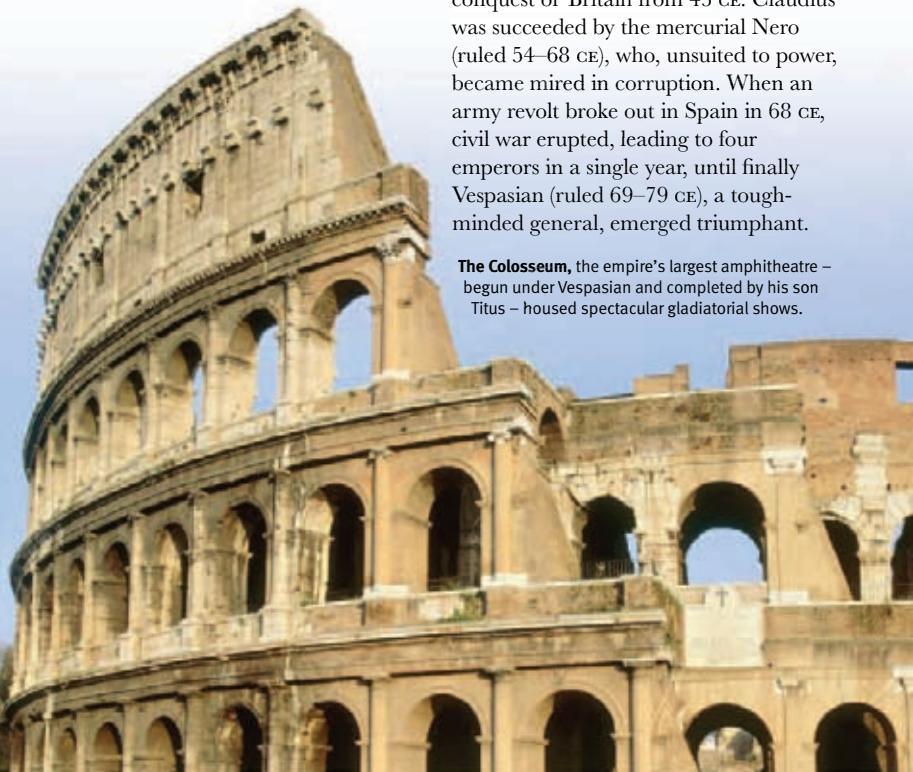 conquest of Britain from 43 CE. Claudius
was succeeded by the mercurial Nero
(ruled 54–68 CE), who, unsuited to power,
became mired in corruption. When an
army revolt broke out in Spain in 68 CE,
civil war erupted, leading to four
emperors in a single year, until finally
Vespasian (ruled 69–79 CE), a tough-
minded general, emerged triumphant.
The Colosseum, the empire’s largest amphitheatre –
begun under Vespasian and completed by his son
Titus – housed spectacular gladiatorial shows.